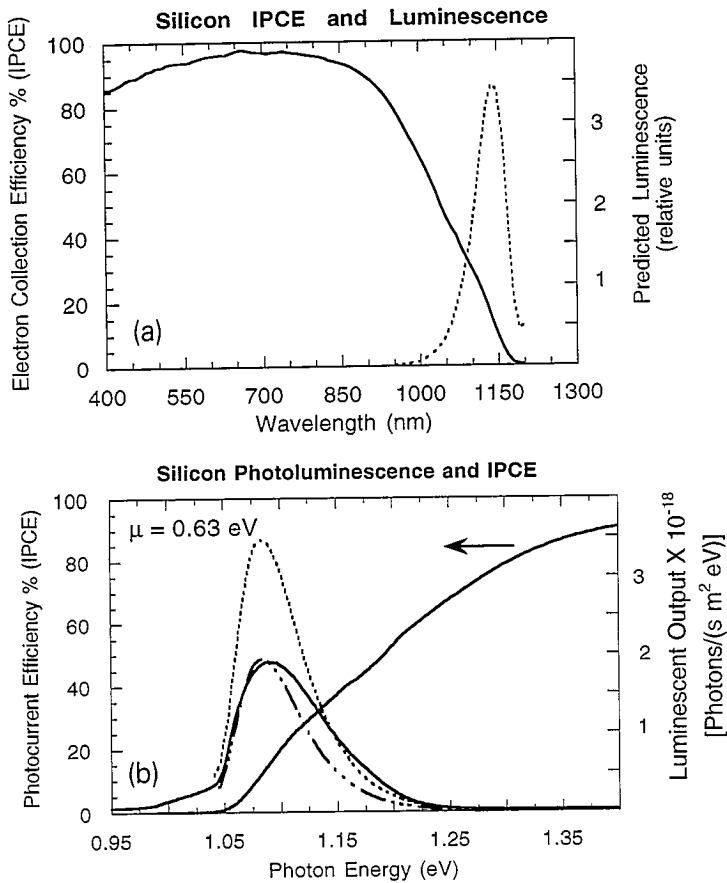 Silicon IPCE and Luminescence
Electron Collection Efficiency % (IPCE)
100
80
60
40
20
0
(a)
3
2
1
Predicted Luminescence
(relative units)
400 550 700 850 1000 1150 1300
Wavelength (nm)
Silicon Photoluminescence and IPCE
Photocurrent Efficiency % (IPCE)
100
80
60
40
20
0
μ = 0.63 eV
(b)
3
2
1
Luminescent Output X 10-18
[Photons/(s m2 eV)]
0.95 1.05 1.15 1.25 1.35
Photon Energy (eV)